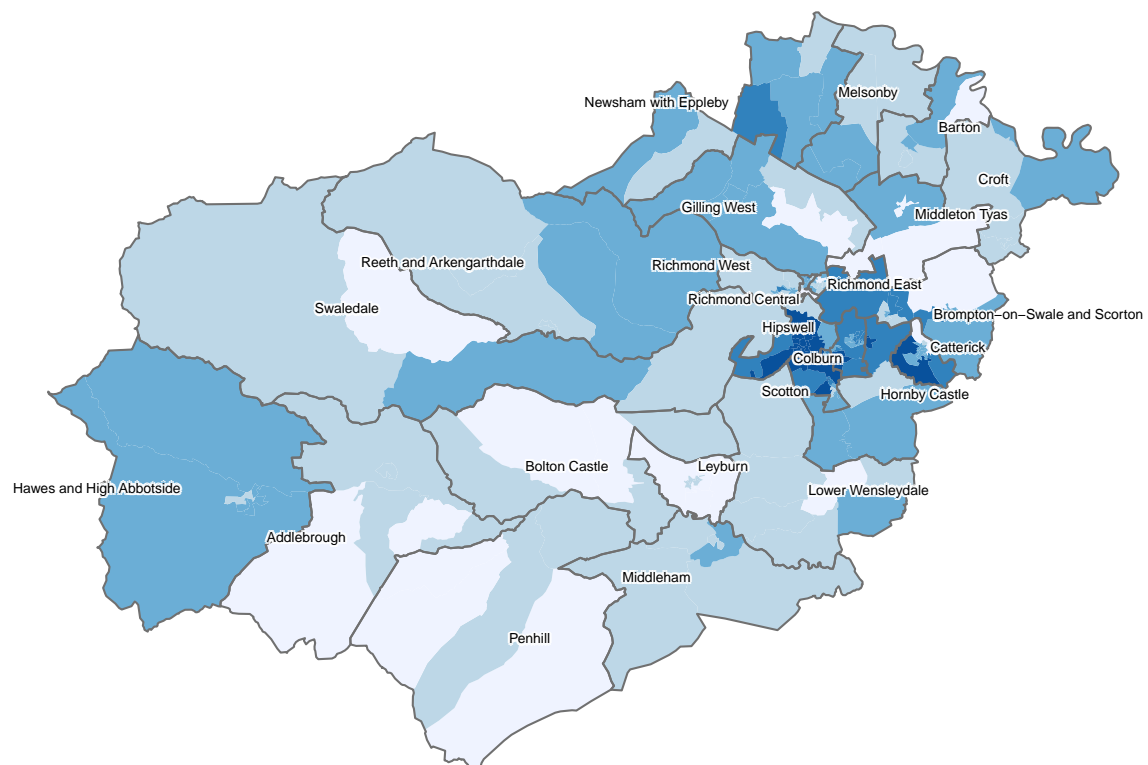 Melsonby
Newsham with Eppleby
Barton
Croft
Gilling West
Middleton Tyas
Reeth and Arkengarthdale
Richmond West
Richmond East
Richmond Central
Swaledale
Brompton−on−Swale and Scorton
Hipswell
Catterick
Colburn
Scotton
Hornby Castle
Bolton Castle
Leyburn
Hawes and High Abbotside
Lower Wensleydale
Addlebrough
Middleham
Penhill